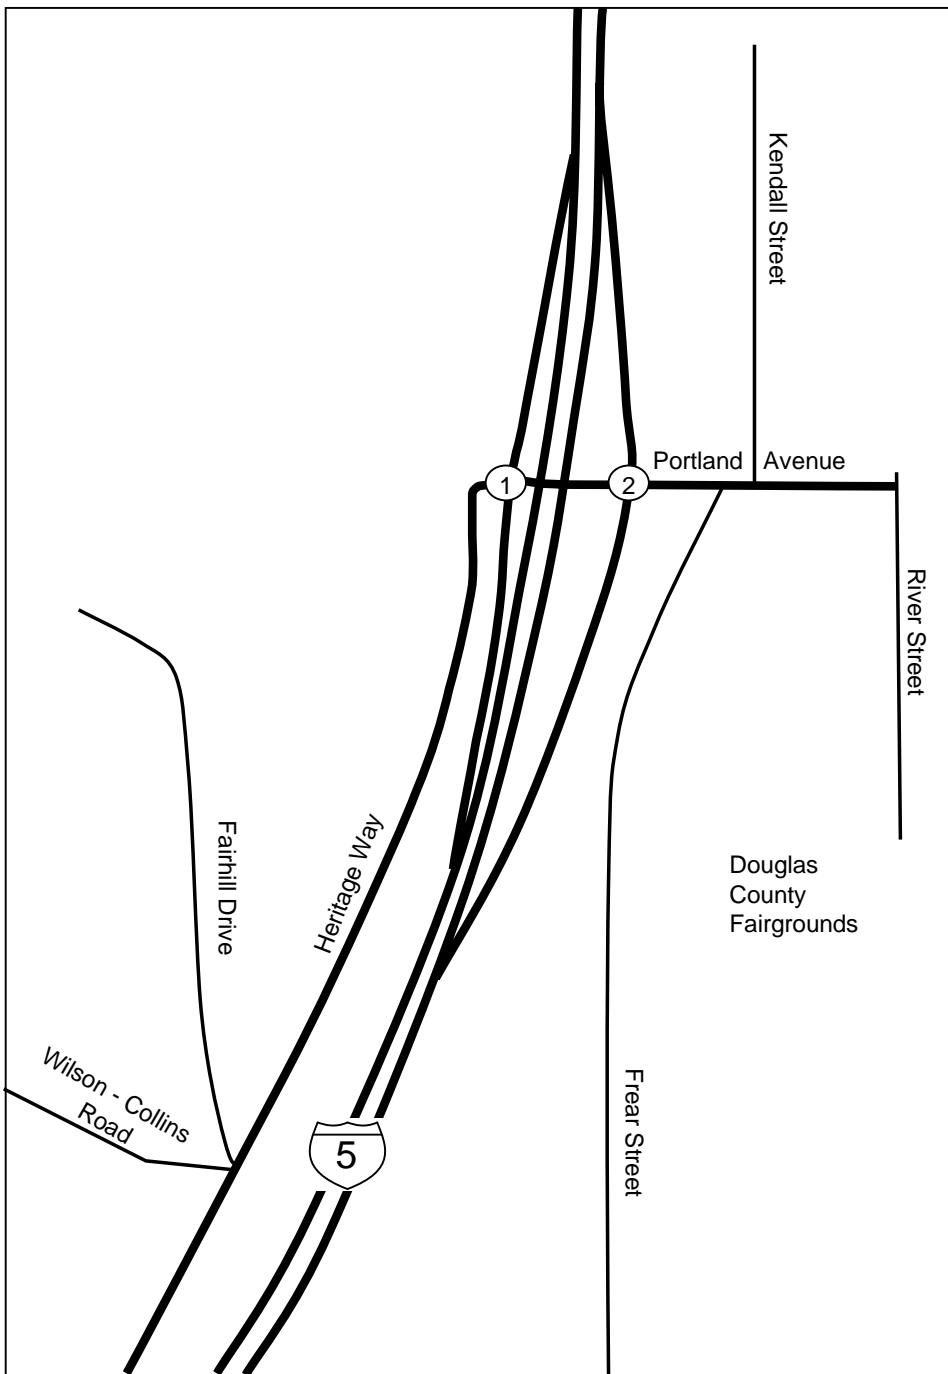 Kendall Street
Portland Avenue
1
2
River Street
Fairhill Drive
Heritage Way
Douglas
County
Fairgrounds
Wilson - Collins
Road
Frear Street
5